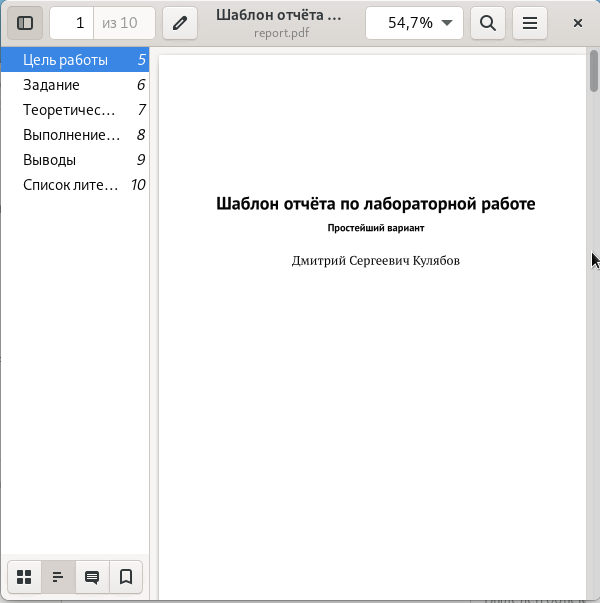 1 из 10
Шаблон отчёта ...
report.pdf
54,7%
Цель работы 5
Задание 6
Теоретичес... 7
Выполнение... 8
Выводы 9
Список лите... 10
Шаблон отчёта по лабораторной работе
Простейший вариант
Дмитрий Сергеевич Кулябов